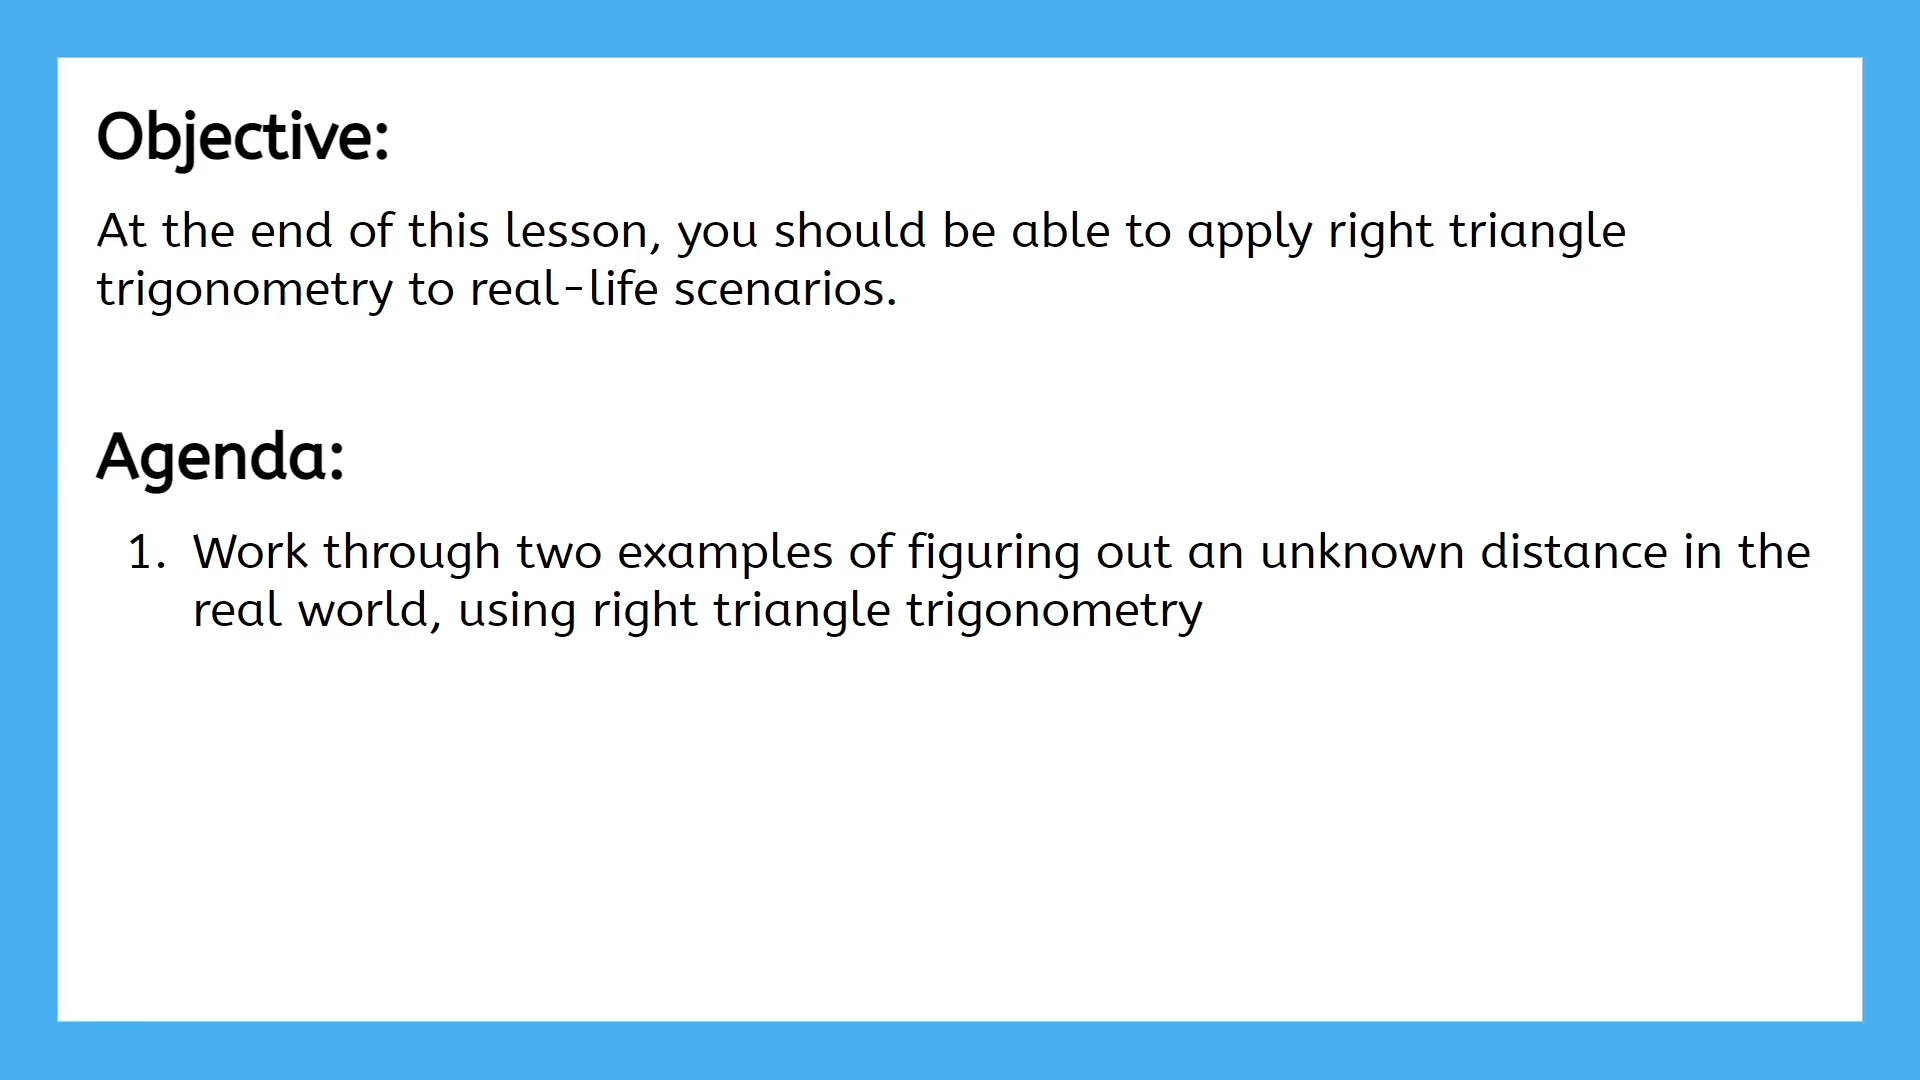 Objective:
At the end of this lesson, you should be able to apply right triangle
trigonometry to real-life scenarios.
Agenda:
1. Work through two examples of figuring out an unknown distance in the
real world, using right triangle trigonometry